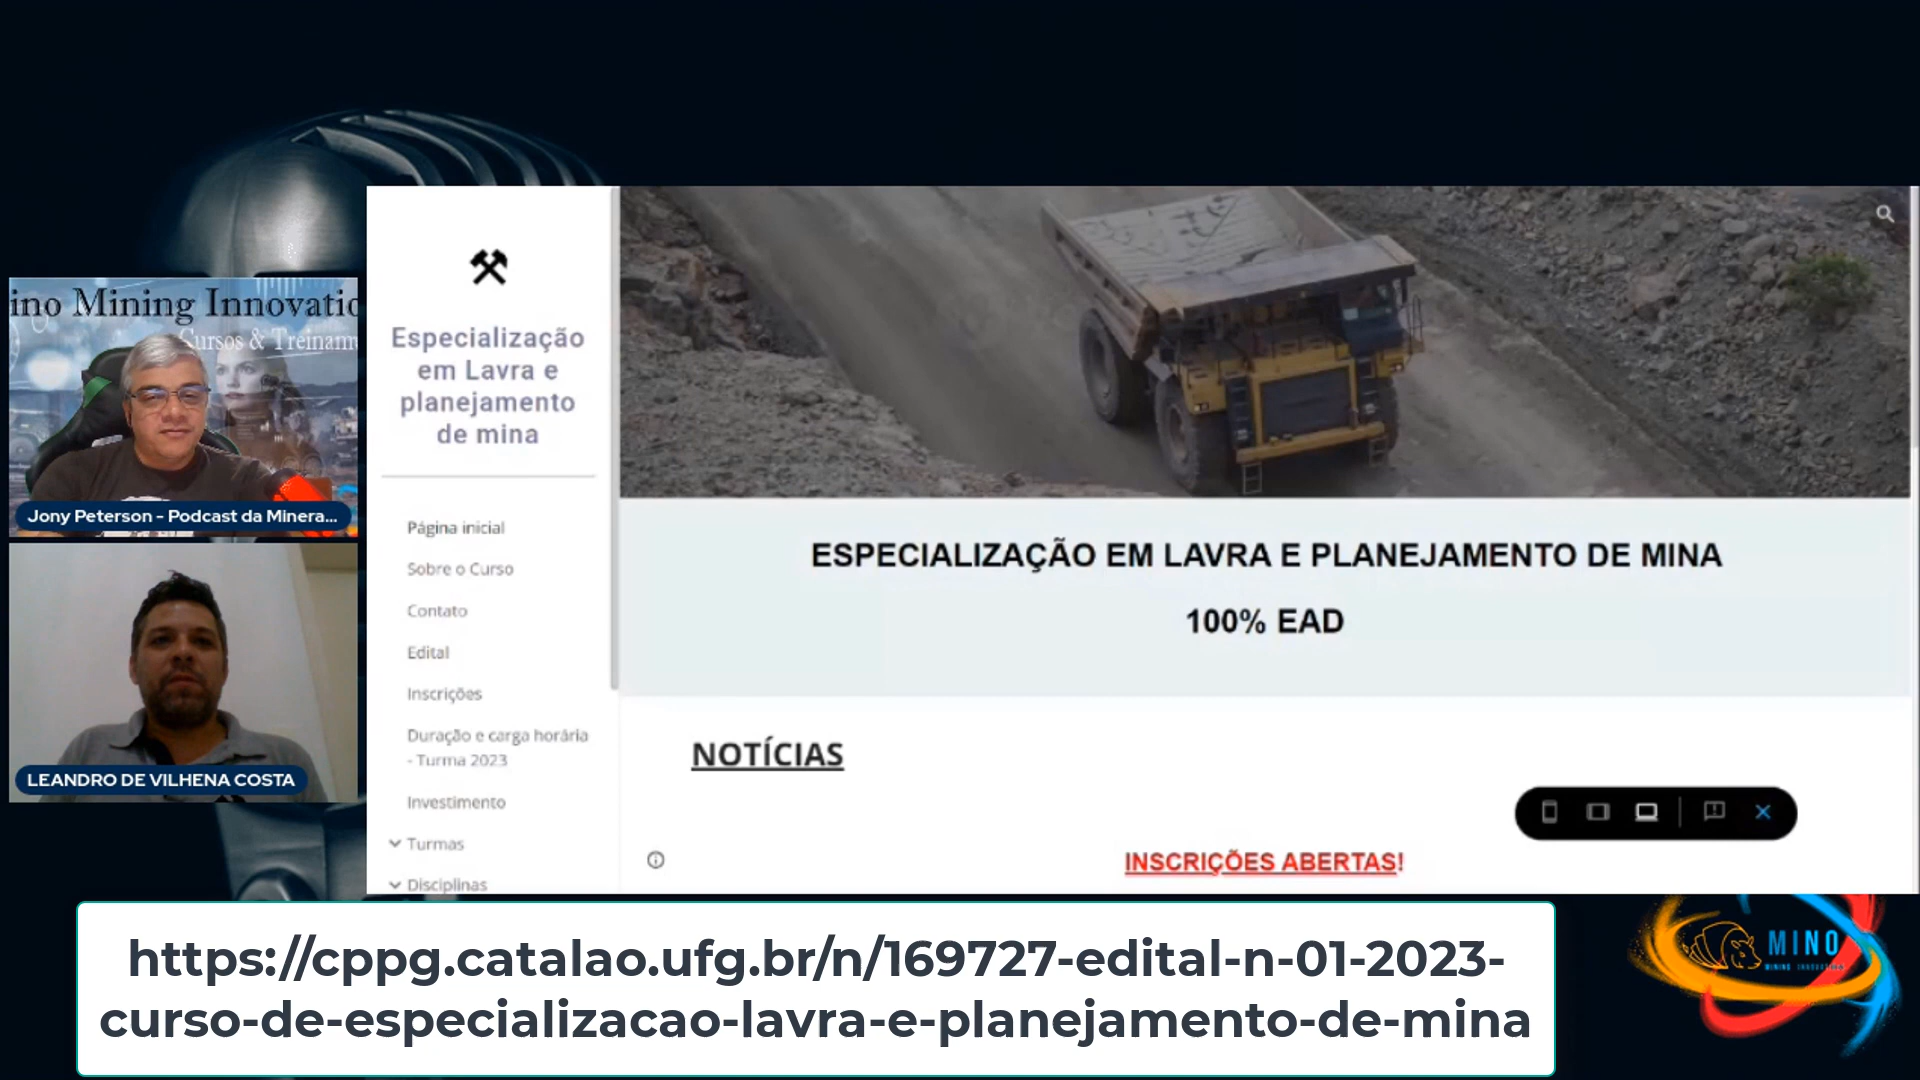 ino Mining Innovatio
Cursos & Treinam
Jony Peterson - Podcast da Minera...
LEANDRO DE VILHENA COSTA
Especialização
em Lavra e
planejamento
de mina
Página inicial
Sobre o Curso
Contato
Edital
Inscrições
Duração e carga horária
- Turma 2023
Investimento
Turmas
Disciplinas
ESPECIALIZAÇÃO EM LAVRA E PLANEJAMENTO DE MINA
100% EAD
NOTÍCIAS
INSCRIÇÕES ABERTAS!
https://cppg.catalao.ufg.br/n/169727-edital-n-01-2023-
curso-de-especializacao-lavra-e-planejamento-de-mina
MINO